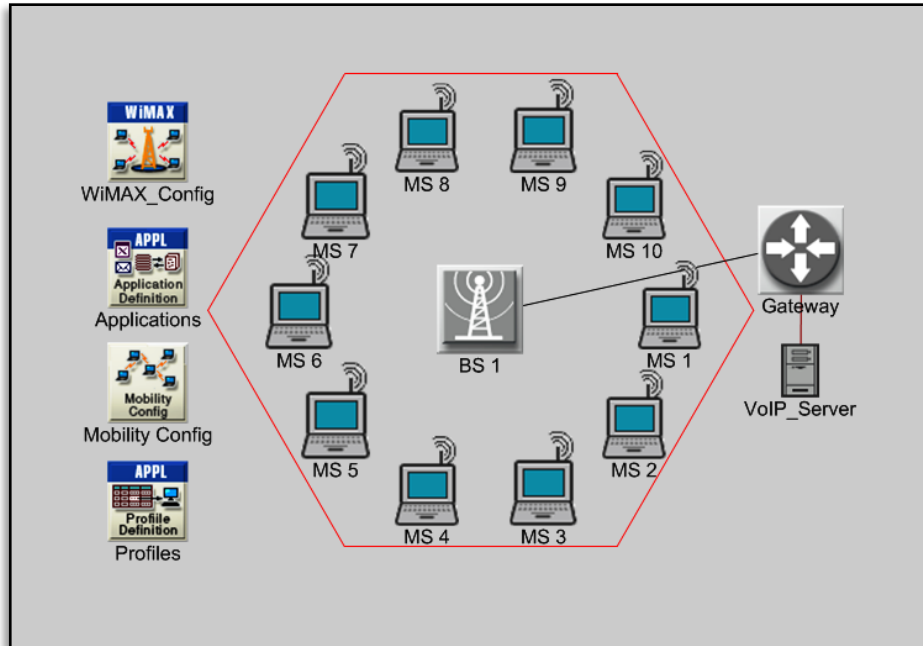 WiMAX
WiMAX_Config
APPL
Application
Definition
Applications
Mobility
Config
Mobility Config
APPL
Profiile
Definition
Profiles
MS 8
MS 9
MS 7
MS 10
MS 6
BS 1
MS 1
MS 5
MS 2
MS 4
MS 3
Gateway
VoIP_Server